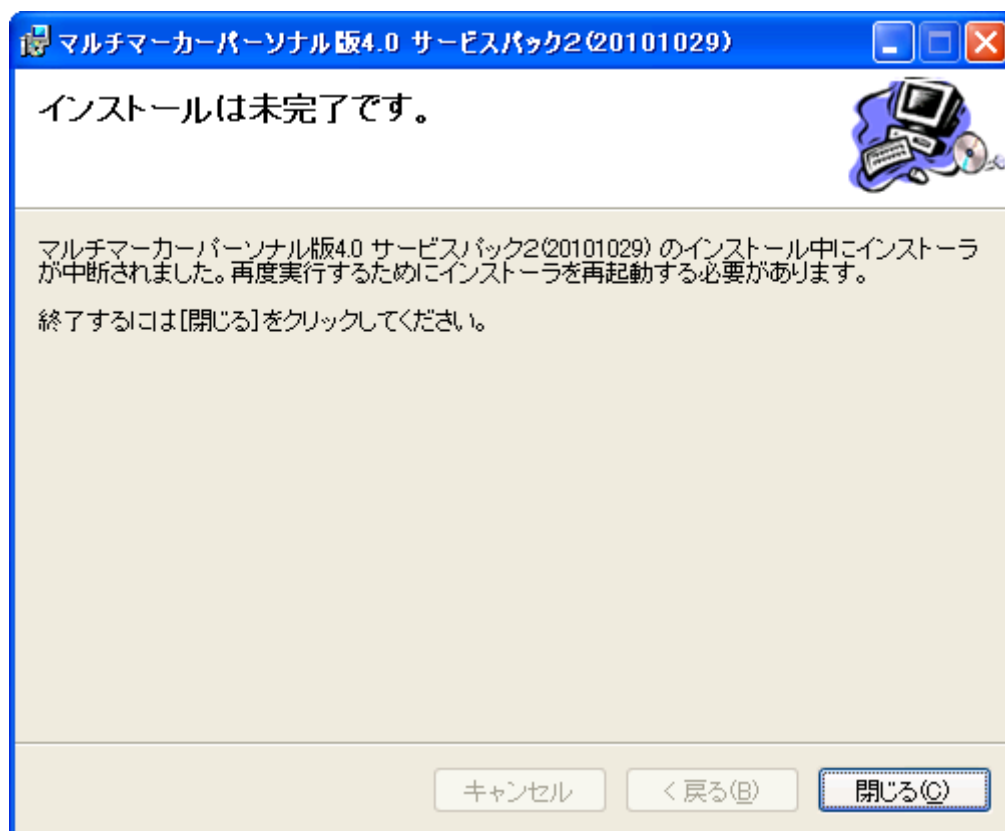 マルチマーカーパーソナル版4.0 サービスパック2(20101029)
インストールは未完了です。
マルチマーカーパーソナル版4.0 サービスパック2(20101029) のインストール中にインストーラ
が中断されました。再度実行するためにインストーラを再起動する必要があります。
終了するには[閉じる]をクリックしてください。
キャンセル
< 戻る(B)
閉じる(C)